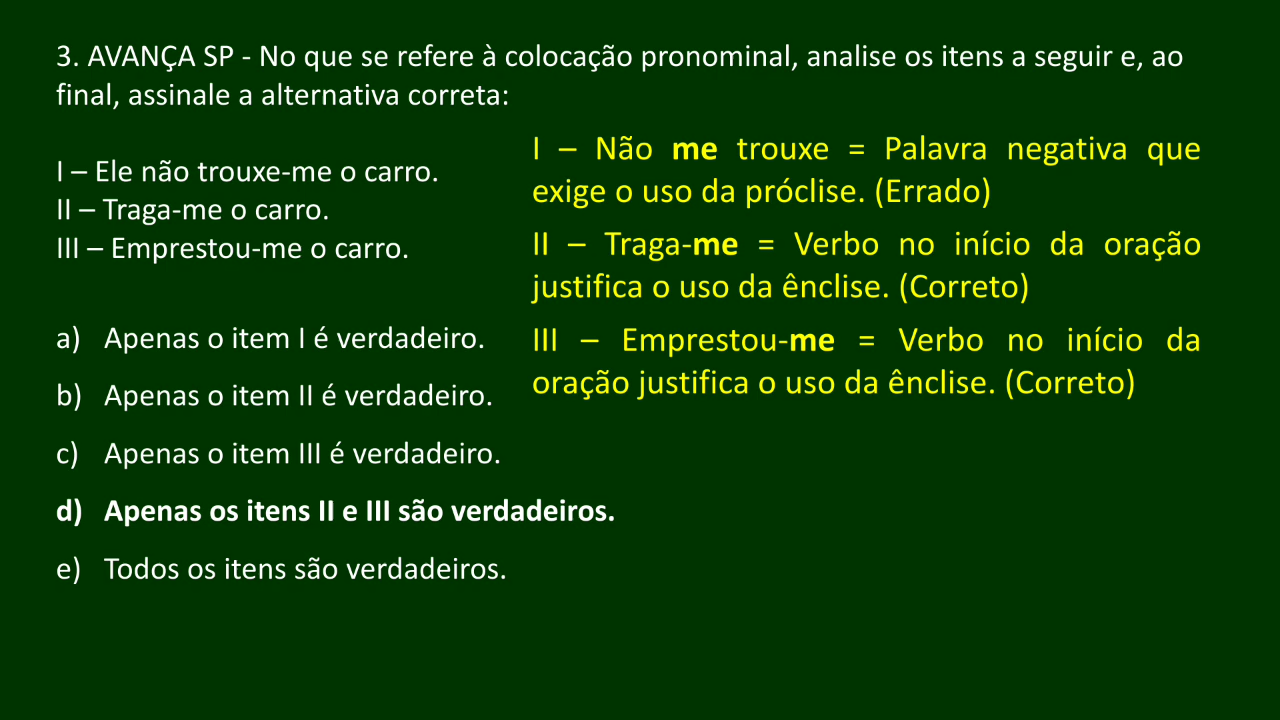 3. AVANÇA SP - No que se refere à colocação pronominal, analise os itens a seguir e, ao
final, assinale a alternativa correta:
I – Ele não trouxe-me o carro.
II – Traga-me o carro.
III – Emprestou-me o carro.
a) Apenas o item I é verdadeiro.
b) Apenas o item II é verdadeiro.
c) Apenas o item III é verdadeiro.
d) Apenas os itens II e III são verdadeiros.
e) Todos os itens são verdadeiros.
I – Não me trouxe = Palavra negativa que
exige o uso da próclise. (Errado)
II – Traga-me = Verbo no início da oração
justifica o uso da ênclise. (Correto)
III – Emprestou-me = Verbo no início da
oração justifica o uso da ênclise. (Correto)